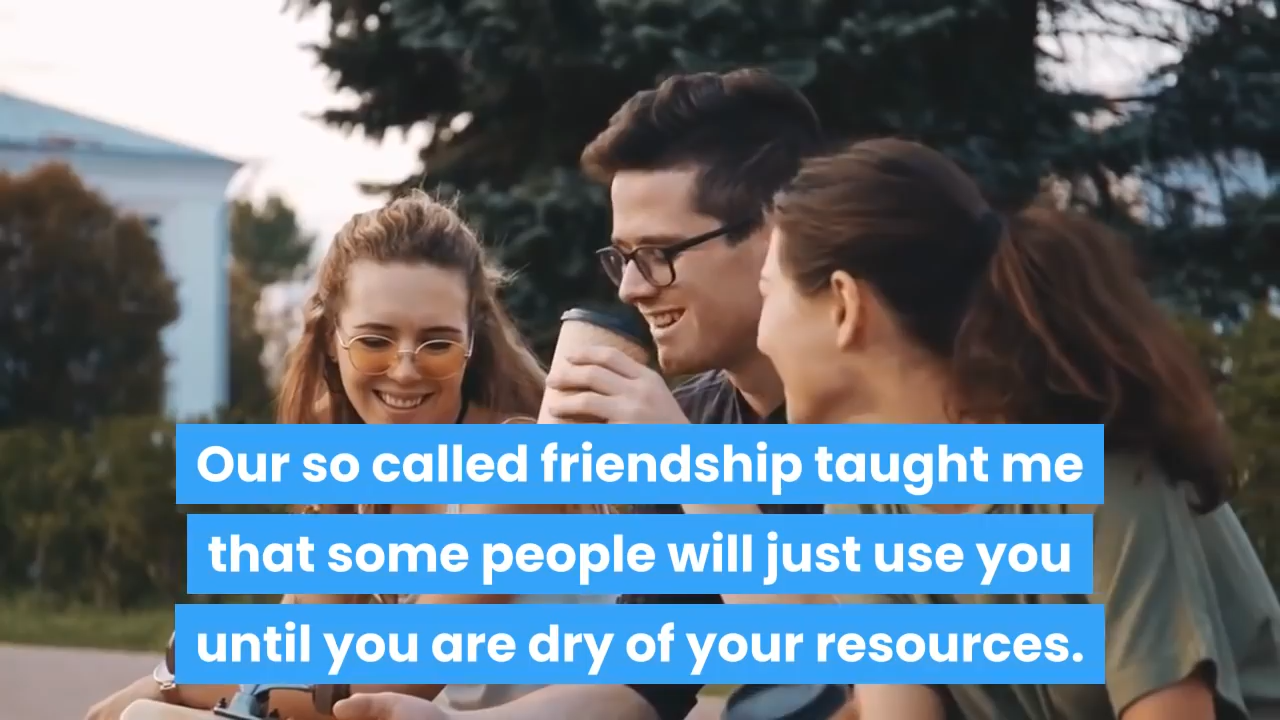 Our so called friendship taught me
that some people will just use you
until you are dry of your resources.